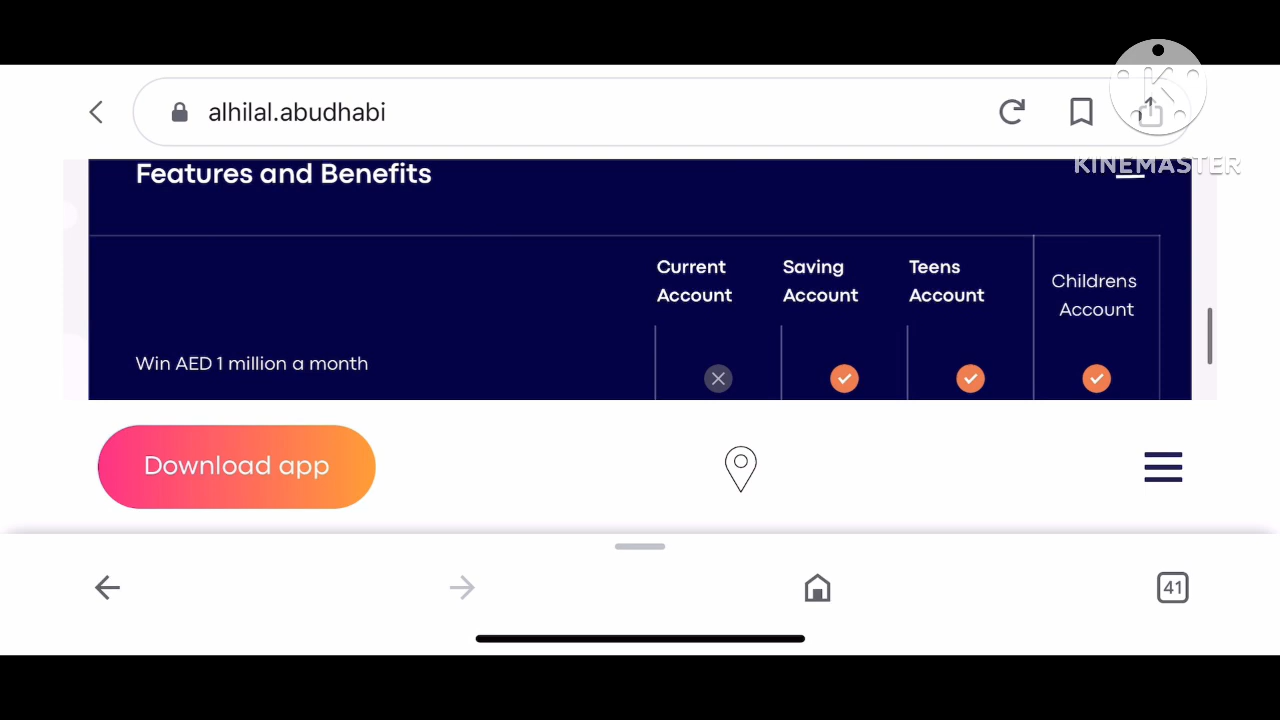 alhilal.abudhabi
KINEMASTER
Features and Benefits
Current Account
Saving Account
Teens Account
Childrens Account
Win AED 1 million a month
Download app
41